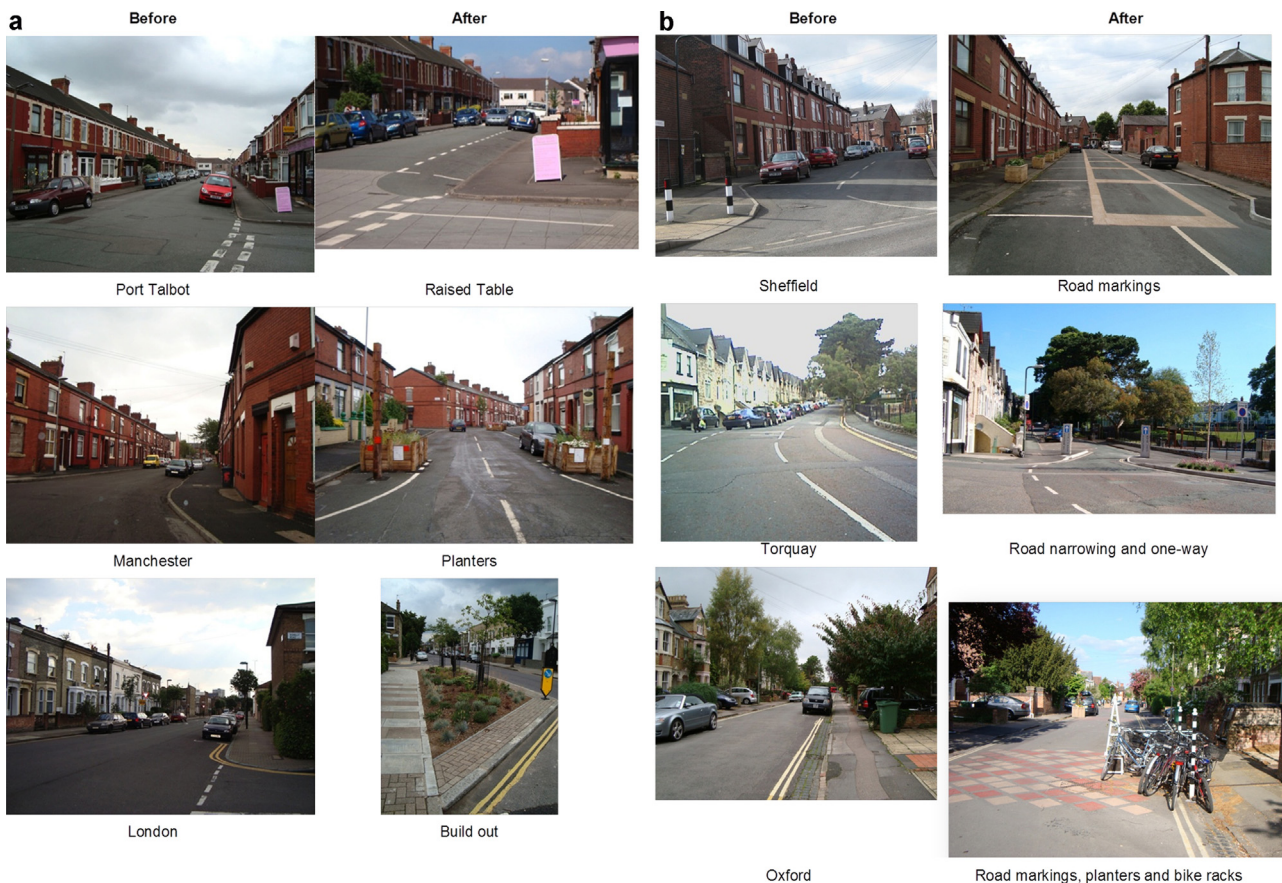 a
Before
After
b
Before
After
Port Talbot
Raised Table
Sheffield
Road markings
Manchester
Planters
Torquay
Road narrowing and one-way
London
Build out
Oxford
Road markings, planters and bike racks